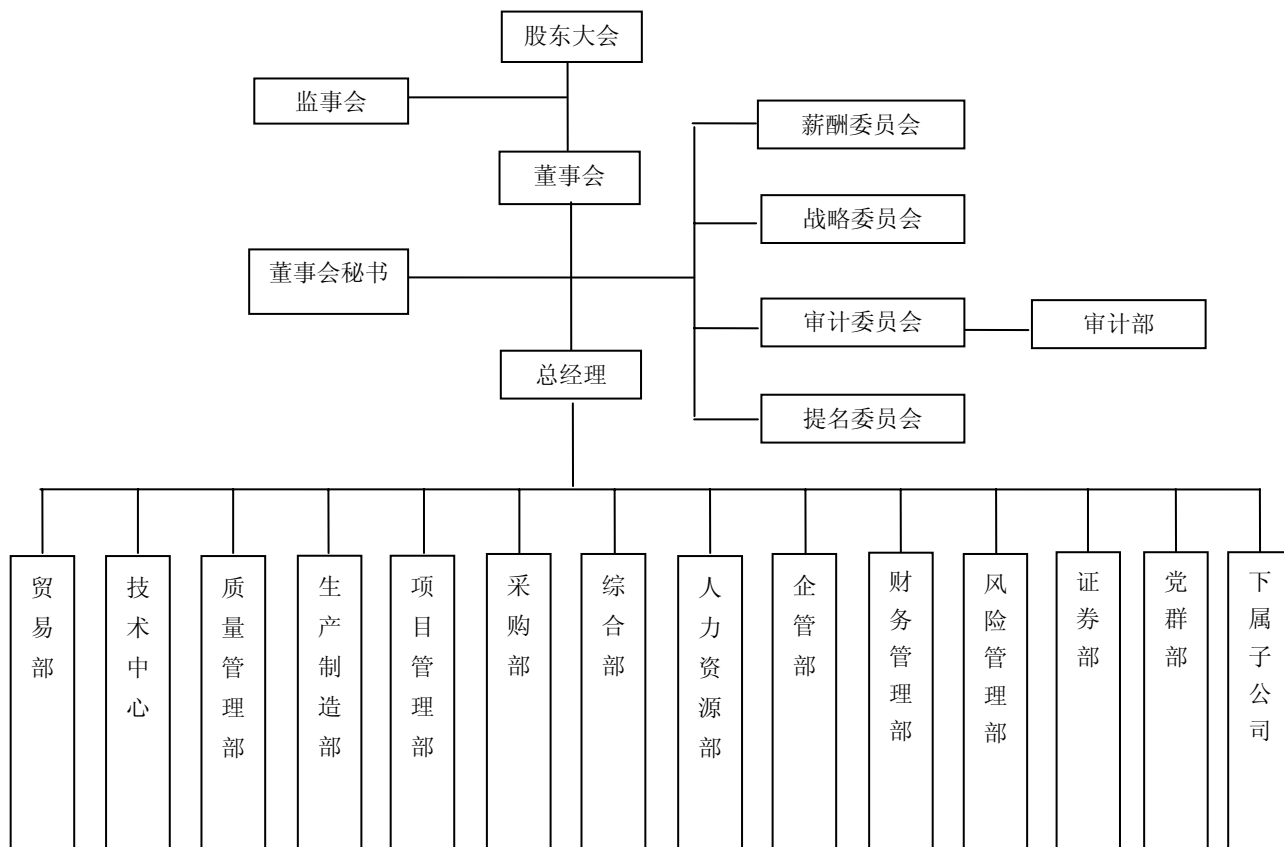 股东大会
监事会
薪酬委员会
董事会
战略委员会
董事会秘书
审计委员会
审计部
总经理
提名委员会
贸易部
技术中心
质量管理部
生产制造部
项目管理部
采购部
综合部
人力资源部
企管部
财务管理部
风险管理部
证券部
党群部
下属子公司